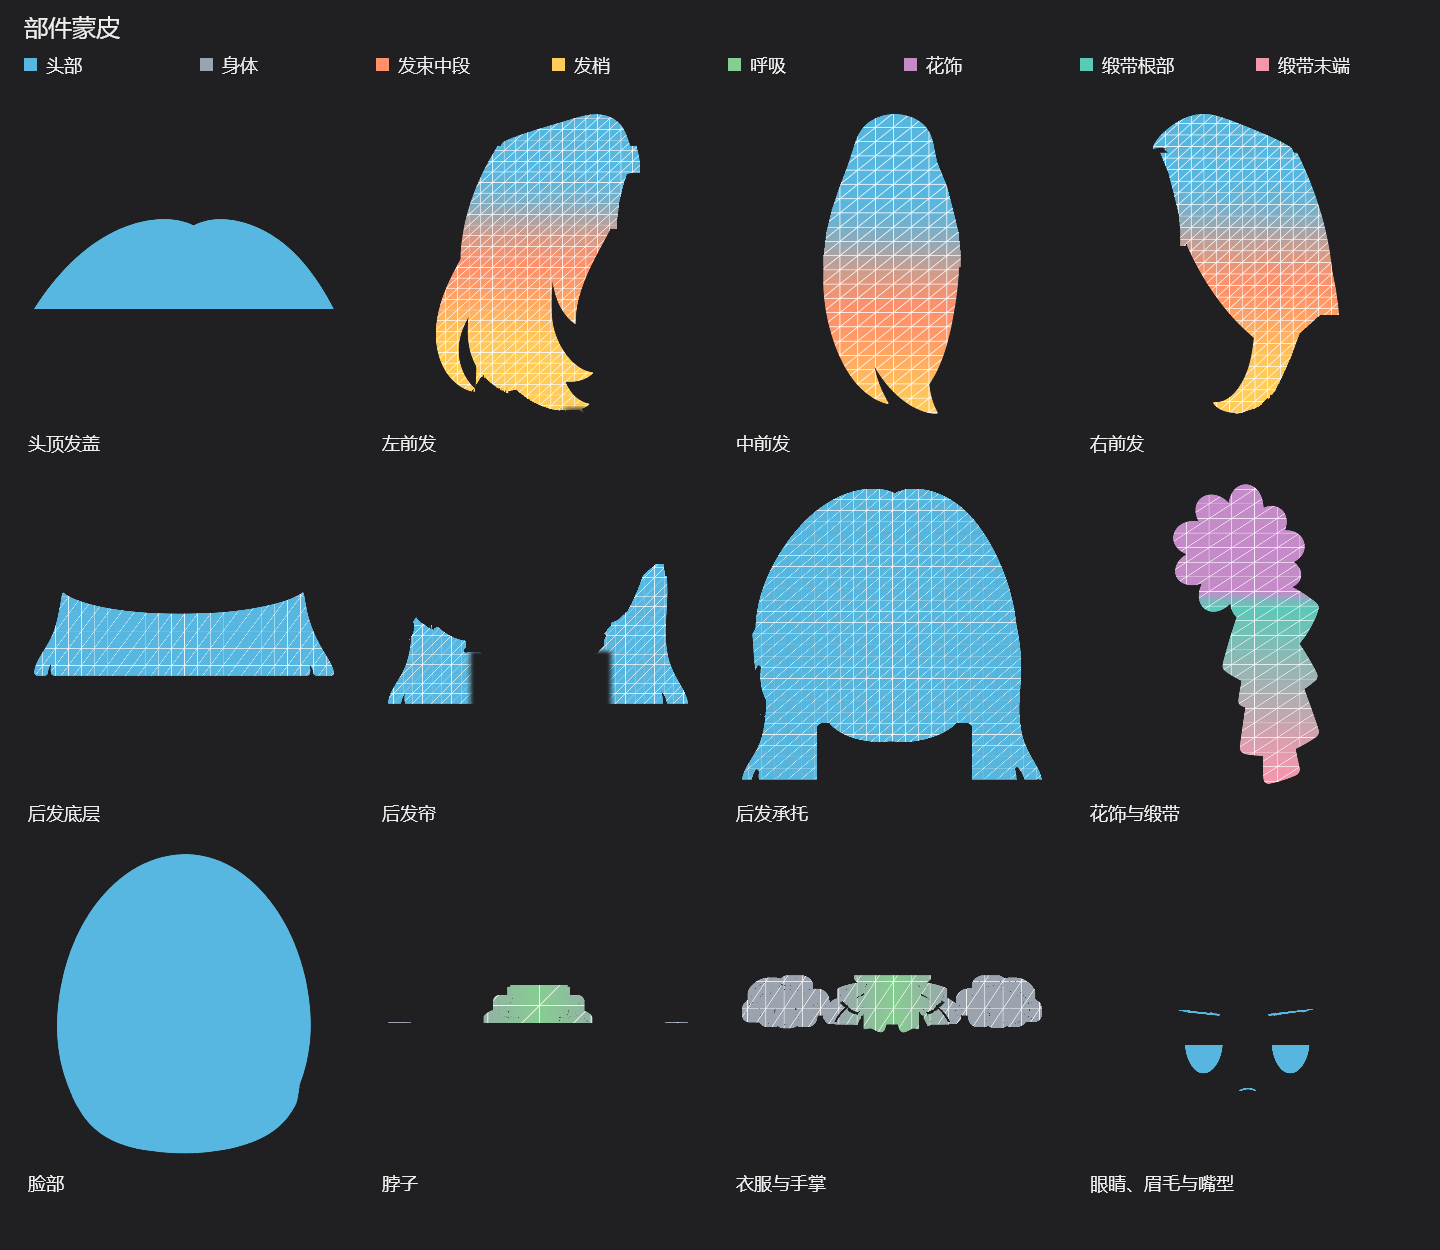 部件蒙皮
头部 身体 发束中段 发梢 呼吸 花饰 缎带根部 缎带末端
头顶发盖 左前发 中前发 右前发
后发底层 后发帘 后发承托 花饰与缎带
脸部 脖子 衣服与手掌 眼睛、眉毛与嘴型